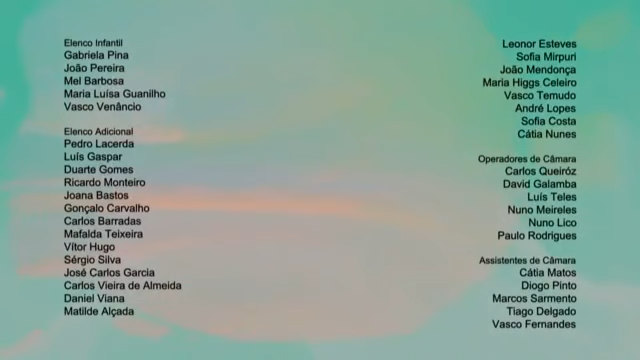 Elenco Infantil
Gabriela Pina
João Pereira
Mel Barbosa
Maria Luísa Guanilho
Vasco Venâncio
Elenco Adicional
Pedro Lacerda
Luís Gaspar
Duarte Gomes
Ricardo Monteiro
Joana Bastos
Gonçalo Carvalho
Carlos Barradas
Mafalda Teixeira
Vítor Hugo
Sérgio Silva
José Carlos Garcia
Carlos Vieira de Almeida
Daniel Viana
Matilde Alçada
Leonor Esteves
Sofia Mirpuri
João Mendonça
Maria Higgs Celeiro
Vasco Temudo
André Lopes
Sofia Costa
Cátia Nunes
Operadores de Câmara
Carlos Queiróz
David Galamba
Luís Teles
Nuno Meireles
Nuno Lico
Paulo Rodrigues
Assistentes de Câmara
Cátia Matos
Diogo Pinto
Marcos Sarmento
Tiago Delgado
Vasco Fernandes